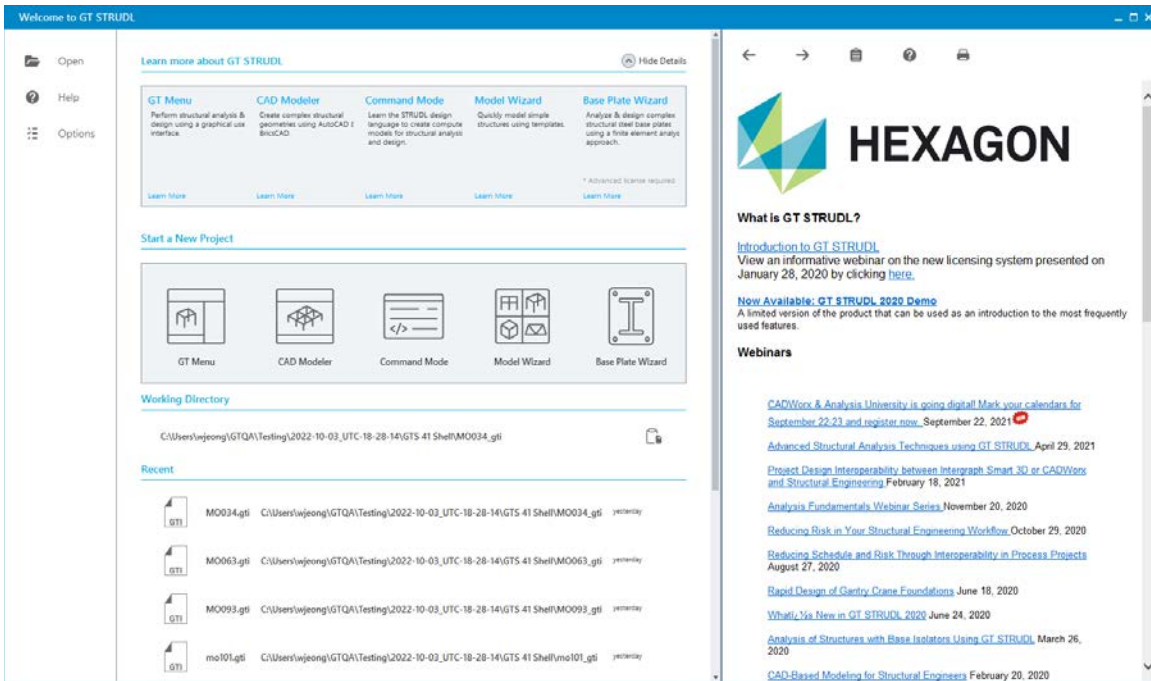 Welcome to GT STRUDL
Open
Help
Options
Learn more about GT STRUDL
Hide Details
GT Menu
Perform structural analysis &
design using a graphical use
interface.
Learn More
CAD Modeler
Create complex structural
geometries using AutoCAD I
BricsCAD.
Learn More
Command Mode
Learn the STRUDL design
language to create compute
models for structural analysis
and design.
Learn More
Model Wizard
Quickly model simple
structures using templates.
Learn More
Base Plate Wizard
Analyze & design complex
structural steel base plates
using a finite element analys
approach.
* Advanced license required
Learn More
Start a New Project
GT Menu
CAD Modeler
</>
Command Mode
Model Wizard
Base Plate Wizard
Working Directory
C:\Users\wjeong\GTQA\Testing\2022-10-03_UTC-18-28-14\GTS 41 Shell\MO034_gti
Recent
GTI MO034.gti C:\Users\wjeong\GTQA\Testing\2022-10-03_UTC-18-28-14\GTS 41 Shell\MO034_gti yesterday
GTI MO063.gti C:\Users\wjeong\GTQA\Testing\2022-10-03_UTC-18-28-14\GTS 41 Shell\MO063_gti yesterday
GTI MO093.gti C:\Users\wjeong\GTQA\Testing\2022-10-03_UTC-18-28-14\GTS 41 Shell\MO093_gti yesterday
GTI mo101.gti C:\Users\wjeong\GTQA\Testing\2022-10-03_UTC-18-28-14\GTS 41 Shell\mo101_gti yesterday
HEXAGON
What is GT STRUDL?
Introduction to GT STRUDL
View an informative webinar on the new licensing system presented on
January 28, 2020 by clicking here.
Now Available: GT STRUDL 2020 Demo
A limited version of the product that can be used as an introduction to the most frequently
used features.
Webinars
CADWorx & Analysis University is going digital! Mark your calendars for
September 22-23 and register now. September 22, 2021
Advanced Structural Analysis Techniques using GT STRUDL April 29, 2021
Project Design Interoperability between Intergraph Smart 3D or CADWorx
and Structural Engineering February 18, 2021
Analysis Fundamentals Webinar Series November 20, 2020
Reducing Risk in Your Structural Engineering Workflow October 29, 2020
Reducing Schedule and Risk Through Interoperability in Process Projects
August 27, 2020
Rapid Design of Gantry Crane Foundations June 18, 2020
Whatï¿½s New in GT STRUDL 2020 June 24, 2020
Analysis of Structures with Base Isolators Using GT STRUDL March 26,
2020
CAD-Based Modeling for Structural Engineers February 20, 2020